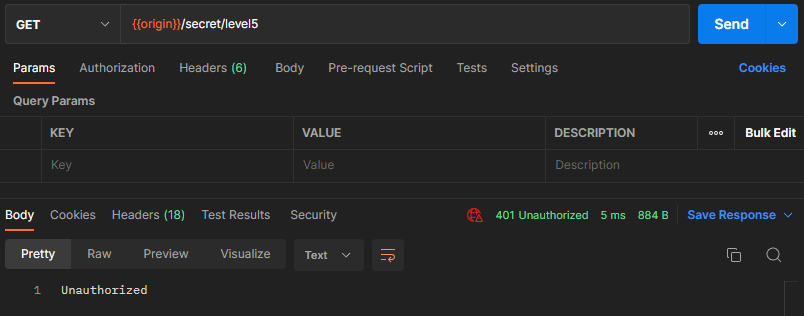 GET {{origin}}/secret/level5 Send
Params Authorization Headers (6) Body Pre-request Script Tests Settings Cookies
Query Params
KEY VALUE DESCRIPTION ooo Bulk Edit
Key Value Description
Body Cookies Headers (18) Test Results Security 401 Unauthorized 5 ms 884 B Save Response
Pretty Raw Preview Visualize Text
1 Unauthorized